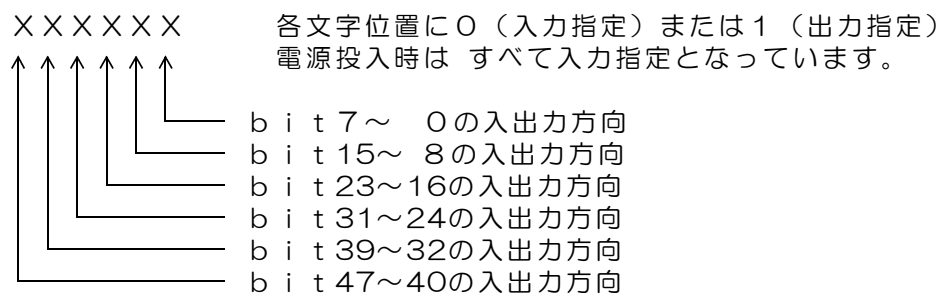 XXXXXX 各文字位置に0（入力指定）または1（出力指定）
電源投入時は すべて入力指定となっています。
bit7～ 0の入出力方向
bit15～ 8の入出力方向
bit23～16の入出力方向
bit31～24の入出力方向
bit39～32の入出力方向
bit47～40の入出力方向